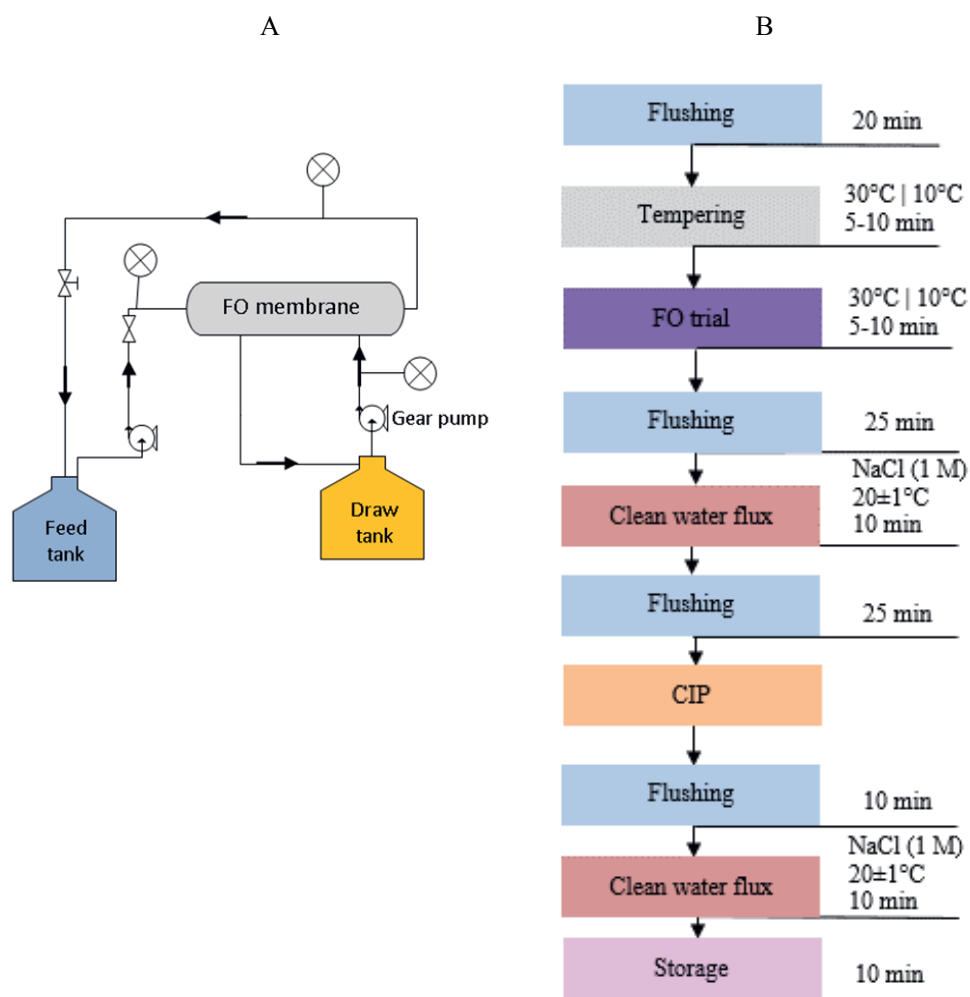 A
B
FO membrane
Gear pump
Feed
tank
Draw
tank
Flushing
20 min
Tempering
30°C | 10°C
5-10 min
FO trial
30°C | 10°C
5-10 min
Flushing
25 min
Clean water flux
NaCl (1 M)
20±1°C
10 min
Flushing
25 min
CIP
Flushing
10 min
Clean water flux
NaCl (1 M)
20±1°C
10 min
Storage
10 min